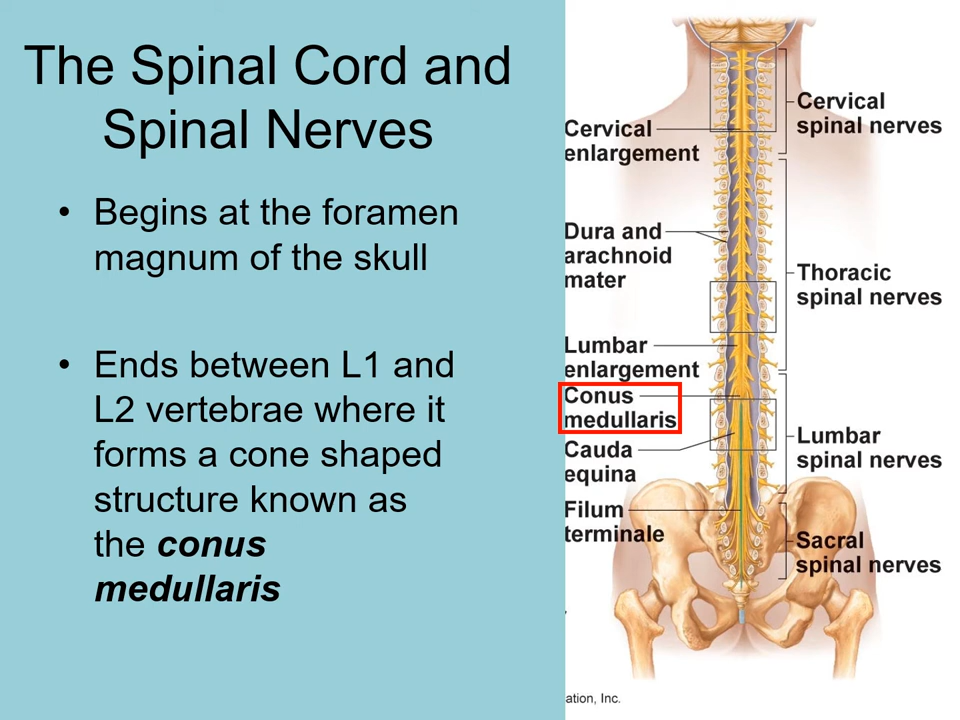 The Spinal Cord and
Spinal Nerves
• Begins at the foramen
magnum of the skull
• Ends between L1 and
L2 vertebrae where it
forms a cone shaped
structure known as
the conus
medullaris
Cervical
enlargement
Dura and
arachnoid
mater
Lumbar
enlargement
Conus
medullaris
Cauda
equina
Filum
terminale
Cervical
spinal nerves
Thoracic
spinal nerves
Lumbar
spinal nerves
Sacral
spinal nerves
ation, Inc.